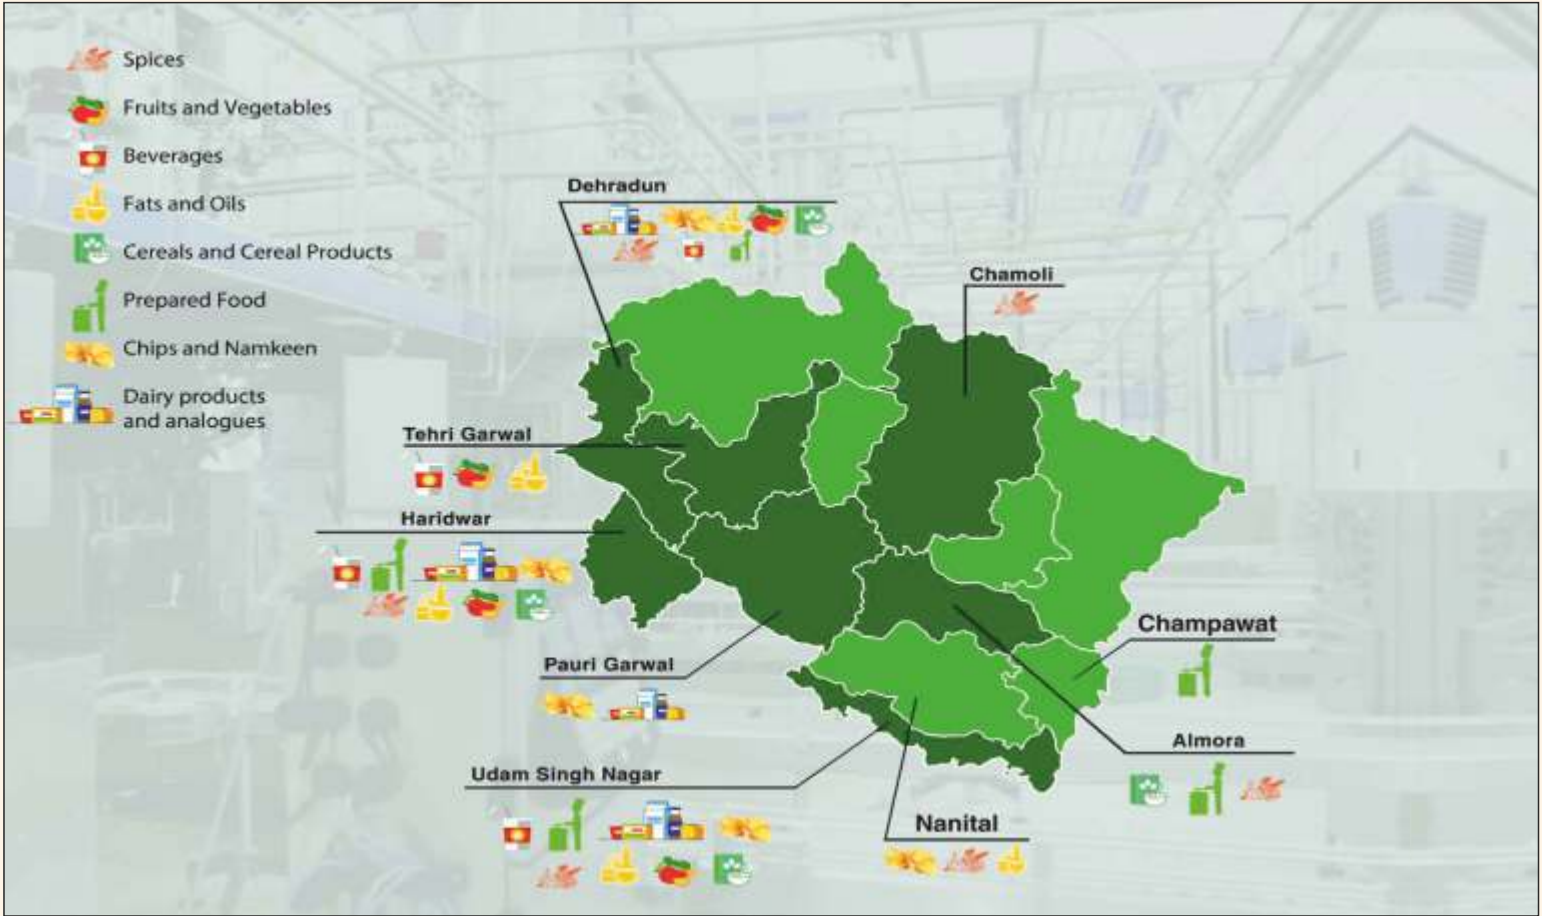 Spices
Fruits and Vegetables
Beverages
Fats and Oils
Cereals and Cereal Products
Prepared Food
Chips and Namkeen
Dairy products
and analogues
Dehradun
Chamoli
Tehri Garwal
Haridwar
Champawat
Pauri Garwal
Almora
Udam Singh Nagar
Nanital